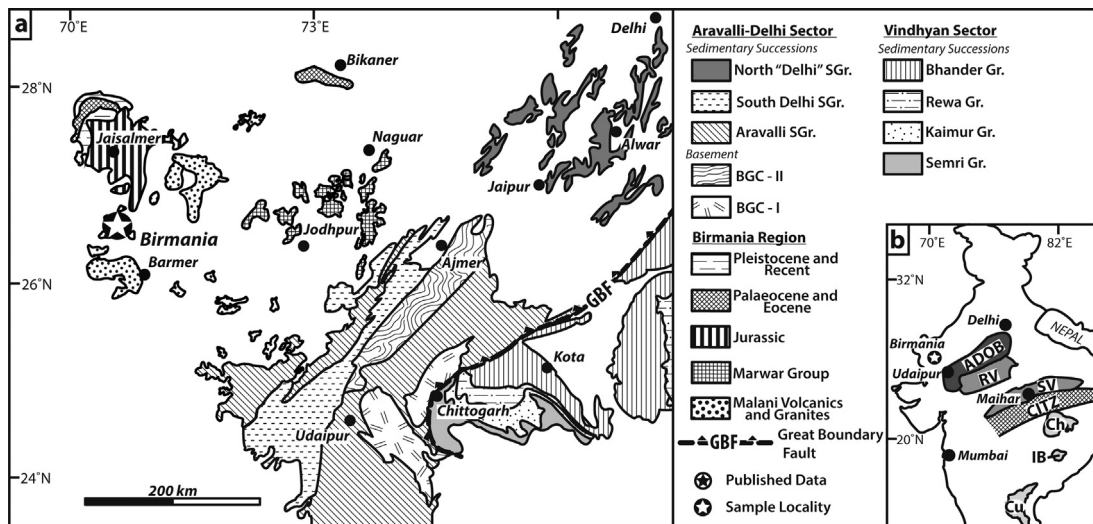 a
70˚E
73˚E
28˚N
26˚N
24˚N
Delhi
Bikaner
Jaisalmer
Naguar
Alwar
Jaipur
Birmania
Jodhpur
Barmer
Ajmer
GBF
Kota
Chittogarh
Udaipur
200 km
Aravalli-Delhi Sector
Sedimentary Successions
North "Delhi" SGr.
South Delhi SGr.
Aravalli SGr.
Basement
BGC - II
BGC - I
Birmania Region
Pleistocene and
Recent
Palaeocene and
Eocene
Jurassic
Marwar Group
Malani Volcanics
and Granites
GBF
Great Boundary
Fault
Published Data
Sample Locality
Vindhyan Sector
Sedimentary Successions
Bhander Gr.
Rewa Gr.
Kaimur Gr.
Semri Gr.
b
70˚E
82˚E
32˚N
20˚N
Delhi
NEPAL
Birmania
ADOB
Udaipur
RV
SV
Maihar
CITZ
Ch
Mumbai
IB
Cu